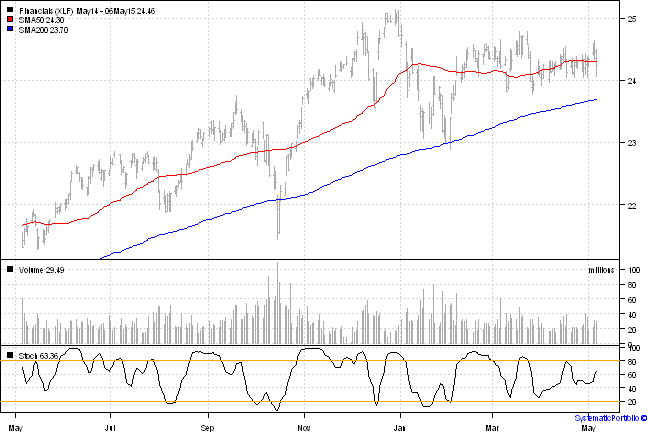 Financials (XLF) May14 - 06May15 24.46
SMA50 24.30
SMA200 23.70
25
24
23
22
Volume 29.49
millions
100
80
60
40
20
Stoch 63.36
100
80
60
40
20
May
Jul
Sep
Nov
Jan
Mar
May
SystematicPortfolio ©